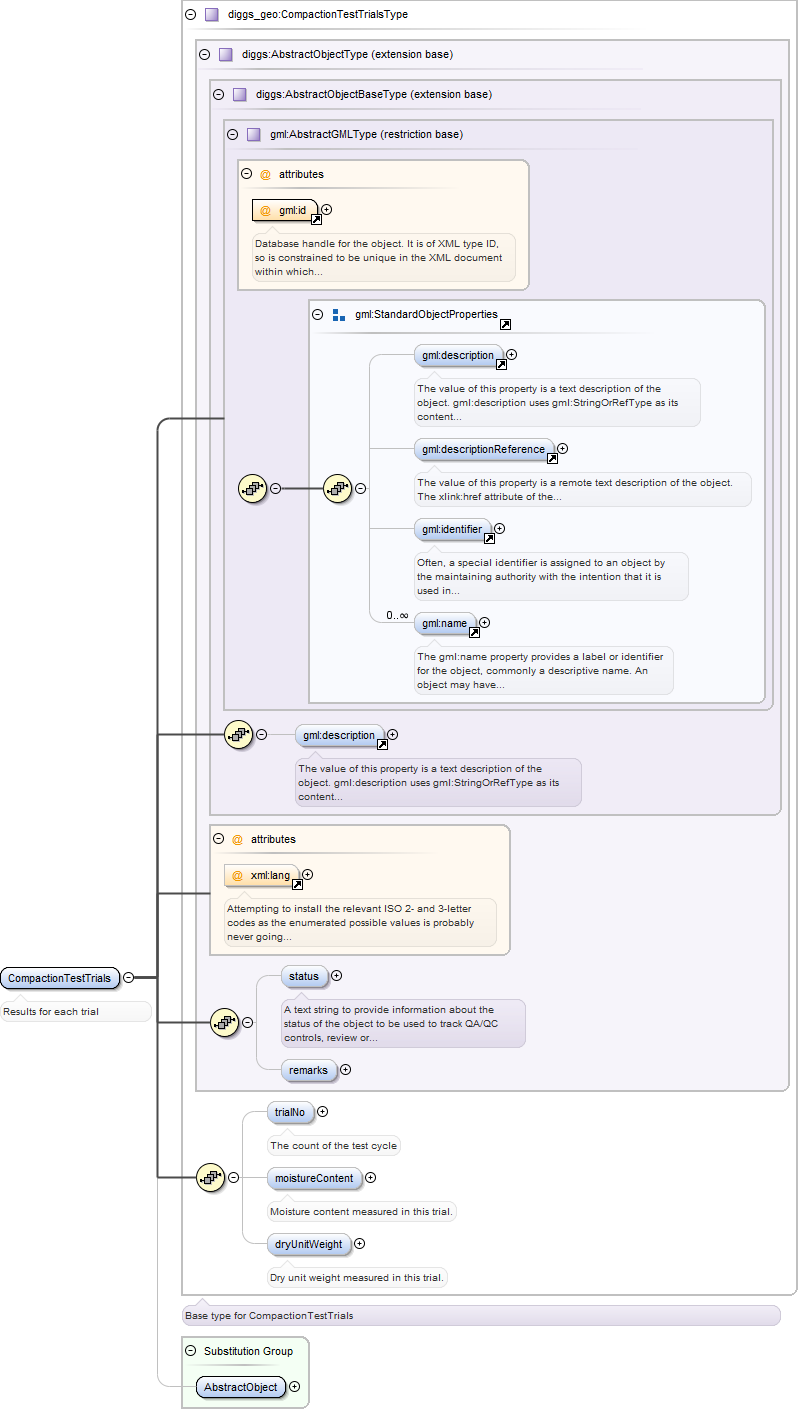 diggs_geo:CompactionTestTrialsType
diggs:AbstractObjectType (extension base)
diggs:AbstractObjectBaseType (extension base)
gml:AbstractGMLType (restriction base)
@ attributes
@ gml:id
Database handle for the object. It is of XML type ID,
so is constrained to be unique in the XML document
within which...
gml:StandardObjectProperties
gml:description
The value of this property is a text description of the
object. gml:description uses gml:StringOrRefType as its
content...
gml:descriptionReference
The value of this property is a remote text description of the object.
The xlink:href attribute of the...
gml:identifier
Often, a special identifier is assigned to an object by
the maintaining authority with the intention that it is
used in...
0..∞
gml:name
The gml:name property provides a label or identifier
for the object, commonly a descriptive name. An
object may have...
gml:description
The value of this property is a text description of the
object. gml:description uses gml:StringOrRefType as its
content...
@ attributes
@ xml:lang
Attempting to install the relevant ISO 2- and 3-letter
codes as the enumerated possible values is probably
never going...
CompactionTestTrials
Results for each trial
status
A text string to provide information about the
status of the object to be used to track QA/QC
controls, review or...
remarks
trialNo
The count of the test cycle
moistureContent
Moisture content measured in this trial.
dryUnitWeight
Dry unit weight measured in this trial.
Base type for CompactionTestTrials
Substitution Group
AbstractObject